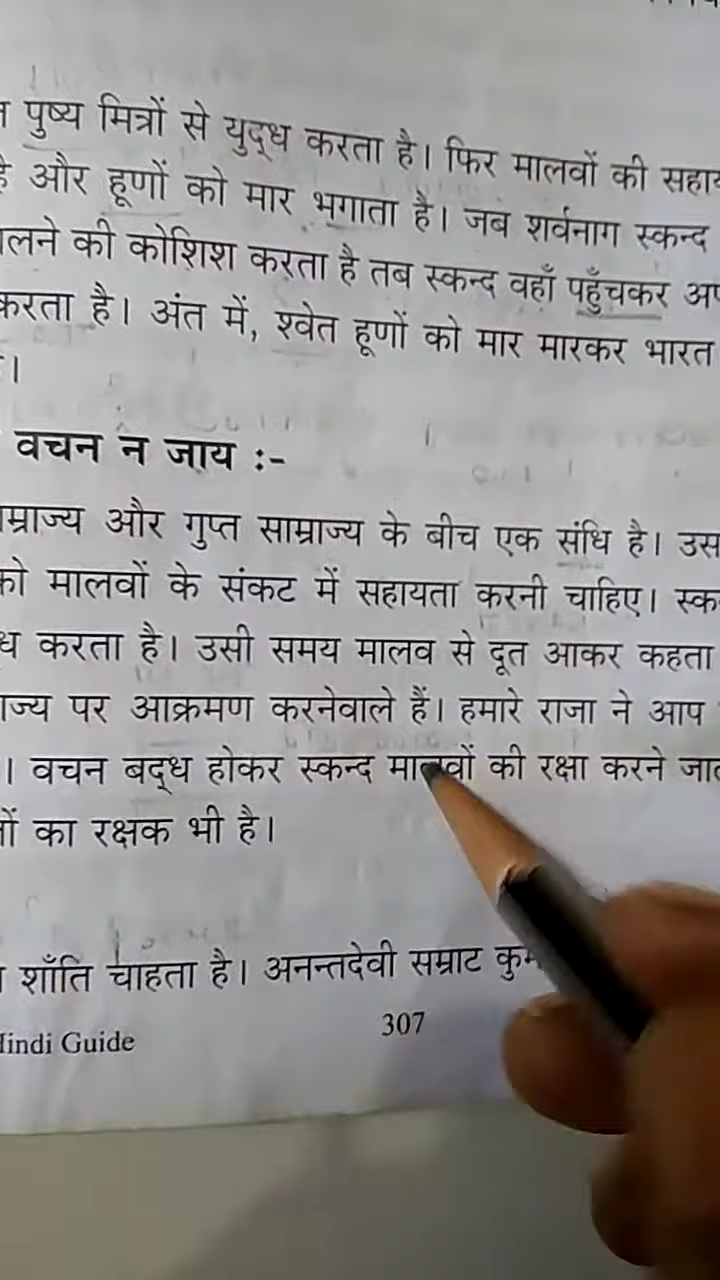 पुष्य मित्रों से युद्ध करता है। फिर मालवों की
है और हूणों को मार भगाता है। जब शर्वनाग स्कन्द
की कोशिश करता है तब स्कन्द वहाँ पहुँचकर
करता है। अंत में, श्वेत हूणों को मार मारकर भारत
।
वचन न जाय :-
और गुप्त साम्राज्य के बीच एक संधि है।
को मालवों के संकट में सहायता करनी चाहिए।
करता है। उसी समय मालव से दूत आकर कहता
पर आक्रमण करनेवाले हैं। हमारे राजा ने आप
। वचन बद्ध होकर स्कन्द मालवों की रक्षा करने
का रक्षक भी है।
शाँति चाहता है। अनन्तदेवी सम्राट
Hindi Guide 307